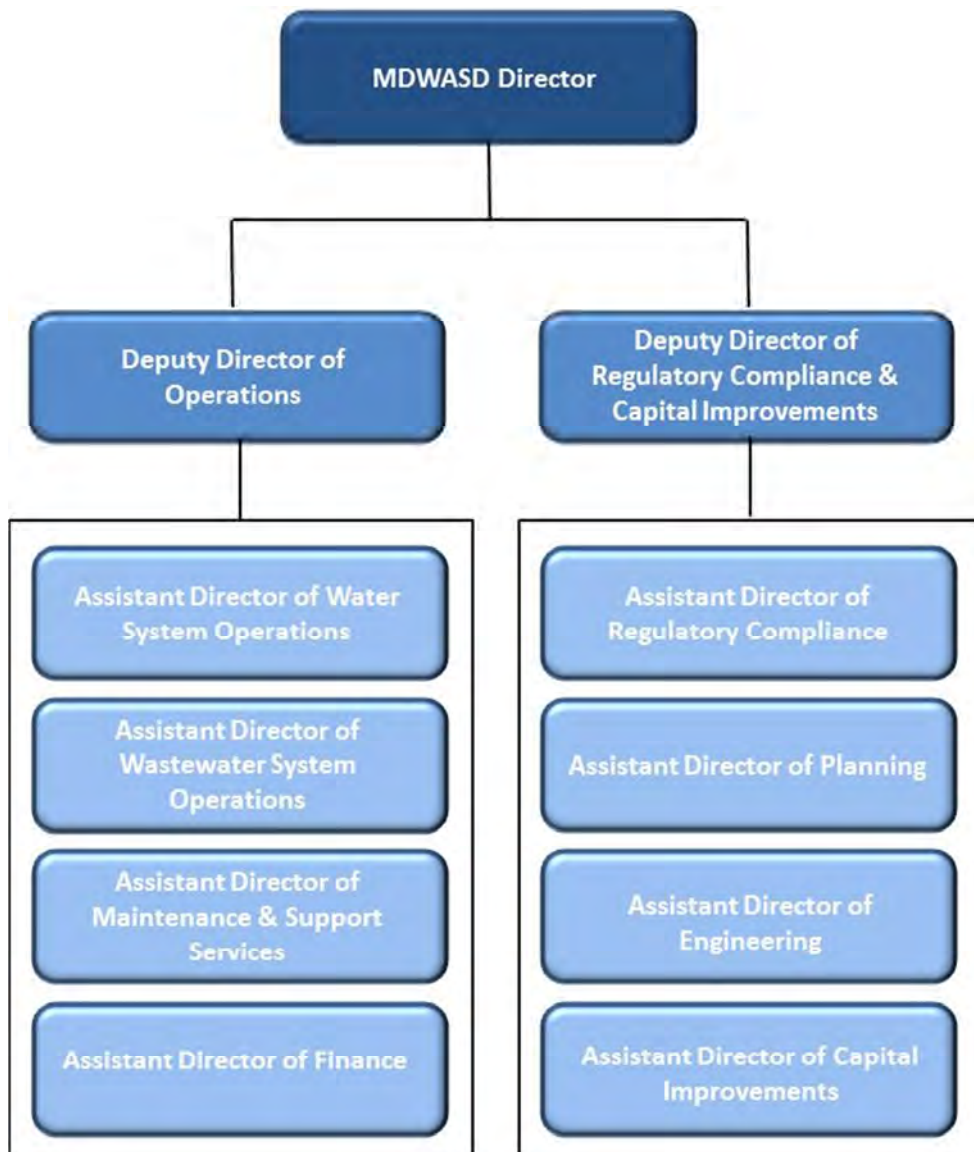 MDWASD Director
Deputy Director of
Operations
Deputy Director of
Regulatory Compliance &
Capital Improvements
Assistant Director of Water
System Operations
Assistant Director of
Wastewater System
Operations
Assistant Director of
Maintenance & Support
Services
Assistant Director of Finance
Assistant Director of
Regulatory Compliance
Assistant Director of Planning
Assistant Director of
Engineering
Assistant Director of Capital
Improvements